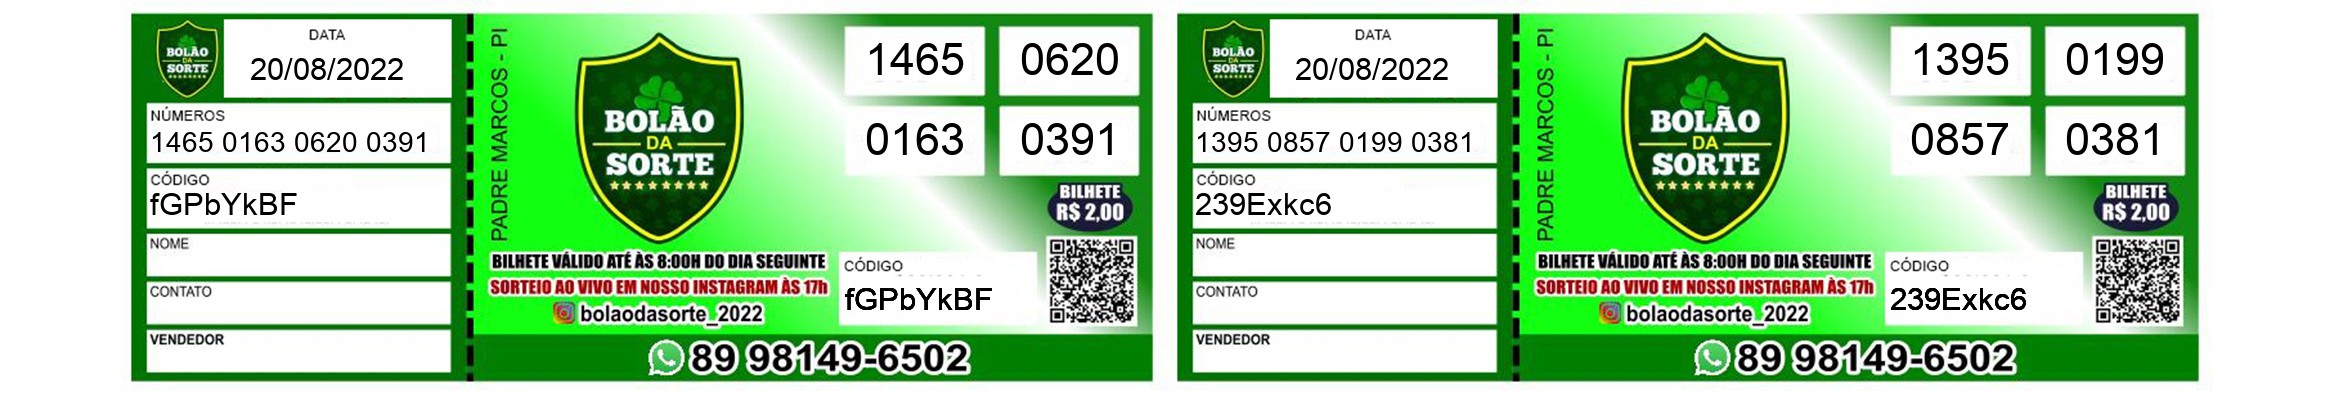 BOLÃO
DA
SORTE
DATA
20/08/2022
NÚMEROS
1465 0163 0620 0391
CÓDIGO
fGPbYkBF
NOME
CONTATO
VENDEDOR
PADRE MARCOS - PI
BOLÃO
DA
SORTE
1465 0620
0163 0391
BILHETE
R$ 2,00
BILHETE VÁLIDO ATÉ ÀS 8:00H DO DIA SEGUINTE
SORTEIO AO VIVO EM NOSSO INSTAGRAM ÀS 17h
bolaodasorte_2022
CÓDIGO
fGPbYkBF
89 98149-6502
BOLÃO
DA
SORTE
DATA
20/08/2022
NÚMEROS
1395 0857 0199 0381
CÓDIGO
239Exkc6
NOME
CONTATO
VENDEDOR
PADRE MARCOS - PI
BOLÃO
DA
SORTE
1395 0199
0857 0381
BILHETE
R$ 2,00
BILHETE VÁLIDO ATÉ ÀS 8:00H DO DIA SEGUINTE
SORTEIO AO VIVO EM NOSSO INSTAGRAM ÀS 17h
bolaodasorte_2022
CÓDIGO
239Exkc6
89 98149-6502